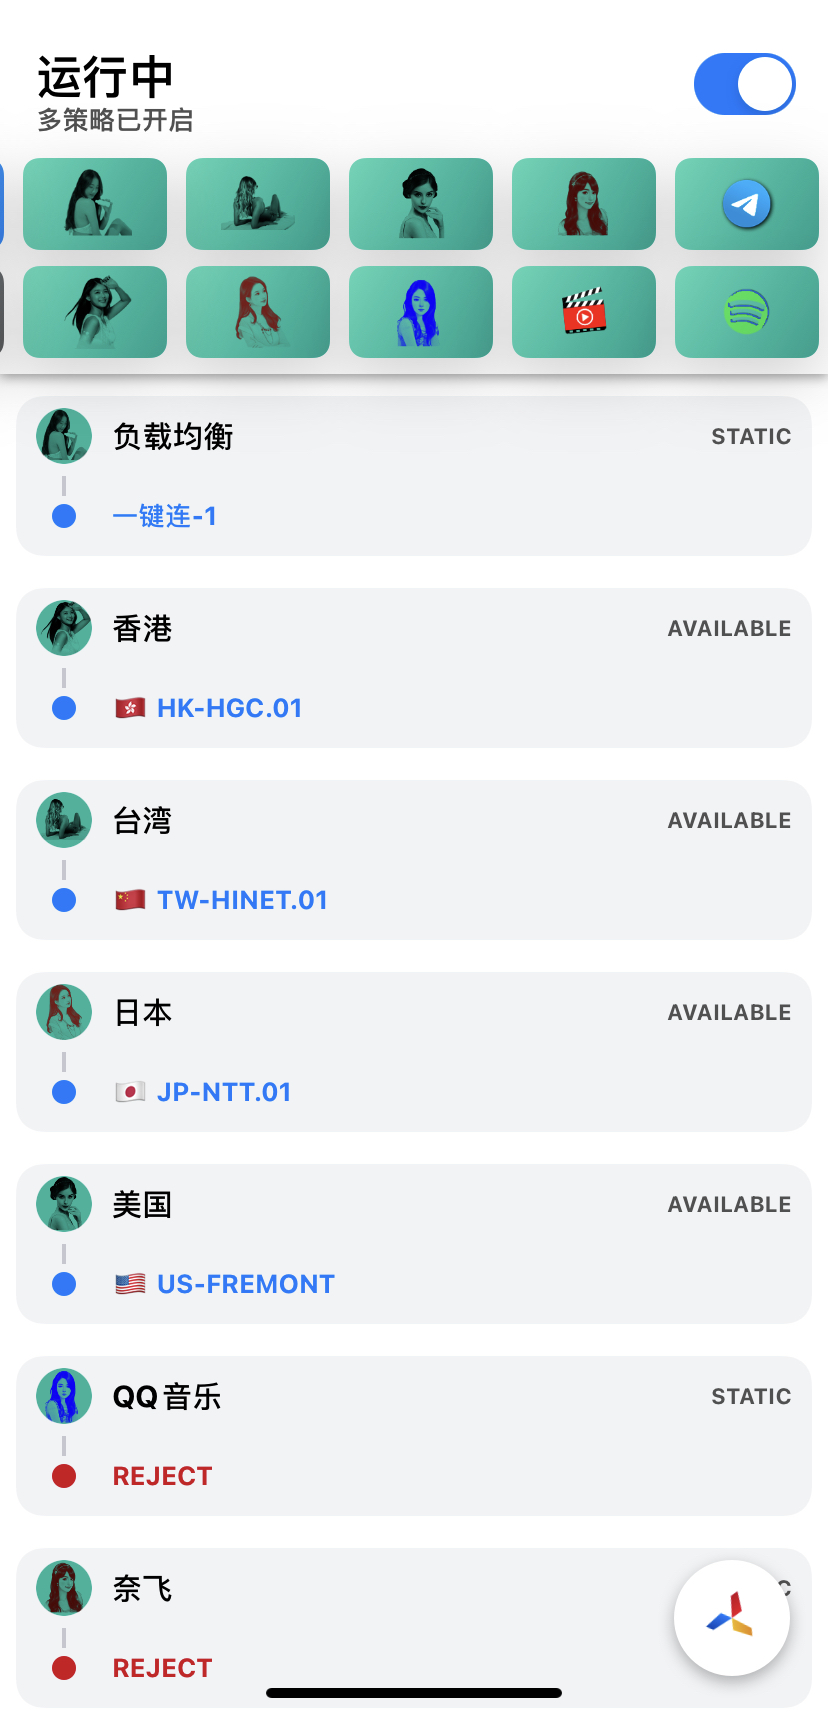 运行中
多策略已开启
负载均衡
STATIC
一键连-1
香港
AVAILABLE
🇭🇰 HK-HGC.01
台湾
AVAILABLE
🇨🇳 TW-HINET.01
日本
AVAILABLE
🇯🇵 JP-NTT.01
美国
AVAILABLE
🇺🇸 US-FREMONT
QQ音乐
STATIC
REJECT
奈飞
C
REJECT